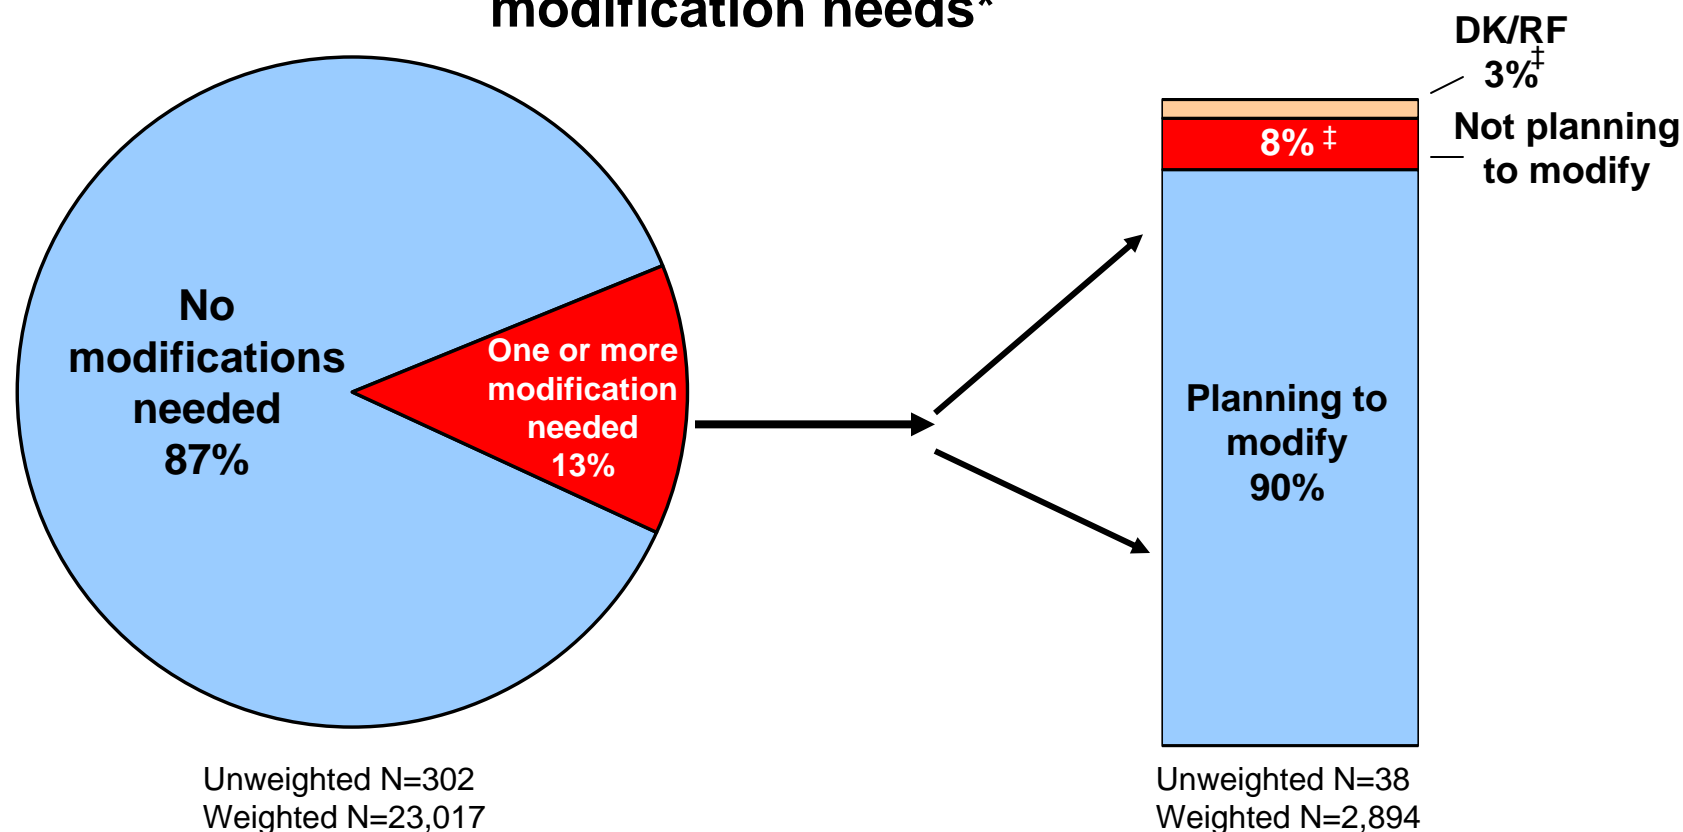 modification needs*
DK/RF
3%‡
Not planning
to modify
8% ‡
No
modifications
needed
87%
One or more
modification
needed
13%
Planning to
modify
90%
Unweighted N=302
Weighted N=23,017
Unweighted N=38
Weighted N=2,894